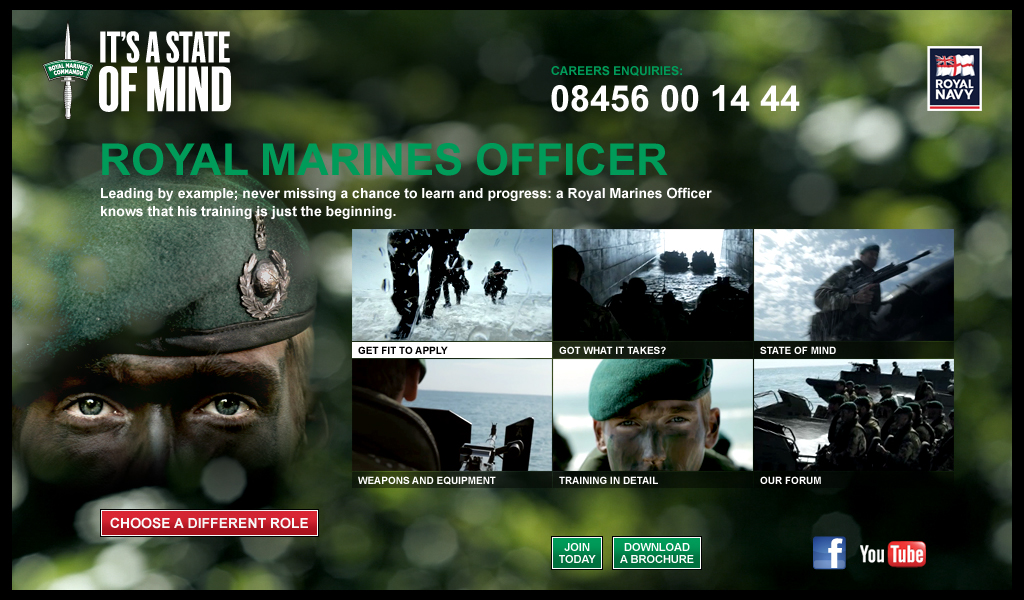 ROYAL MARINES
COMMANDO
IT'S A STATE
OF MIND
CAREERS ENQUIRIES:
08456 00 14 44
ROYAL
NAVY
ROYAL MARINES OFFICER
Leading by example; never missing a chance to learn and progress: a Royal Marines Officer
knows that his training is just the beginning.
GET FIT TO APPLY
GOT WHAT IT TAKES?
STATE OF MIND
WEAPONS AND EQUIPMENT
TRAINING IN DETAIL
OUR FORUM
CHOOSE A DIFFERENT ROLE
JOIN
TODAY
DOWNLOAD
A BROCHURE
f
YouTube